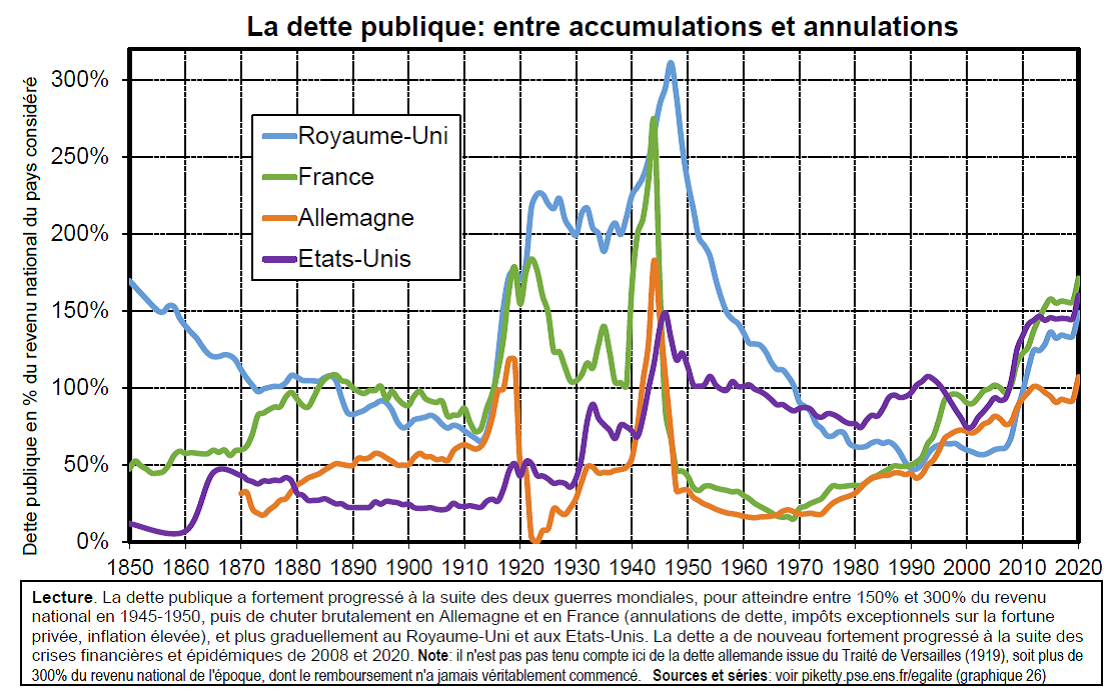 La dette publique: entre accumulations et annulations
Dette publique en % du revenu national du pays considéré
300%
250%
200%
150%
100%
50%
0%
Royaume-Uni
France
Allemagne
Etats-Unis
1850 1860 1870 1880 1890 1900 1910 1920 1930 1940 1950 1960 1970 1980 1990 2000 2010 2020
Lecture. La dette publique a fortement progressé à la suite des deux guerres mondiales, pour atteindre entre 150% et 300% du revenu
national en 1945-1950, puis de chuter brutalement en Allemagne et en France (annulations de dette, impôts exceptionnels sur la fortune
privée, inflation élevée), et plus graduellement au Royaume-Uni et aux Etats-Unis. La dette a de nouveau fortement progressé à la suite des
crises financières et épidémiques de 2008 et 2020. Note: il n'est pas pas tenu compte ici de la dette allemande issue du Traité de Versailles (1919), soit plus de
300% du revenu national de l'époque, dont le remboursement n'a jamais véritablement commencé. Sources et séries: voir piketty.pse.ens.fr/egalite (graphique 26)